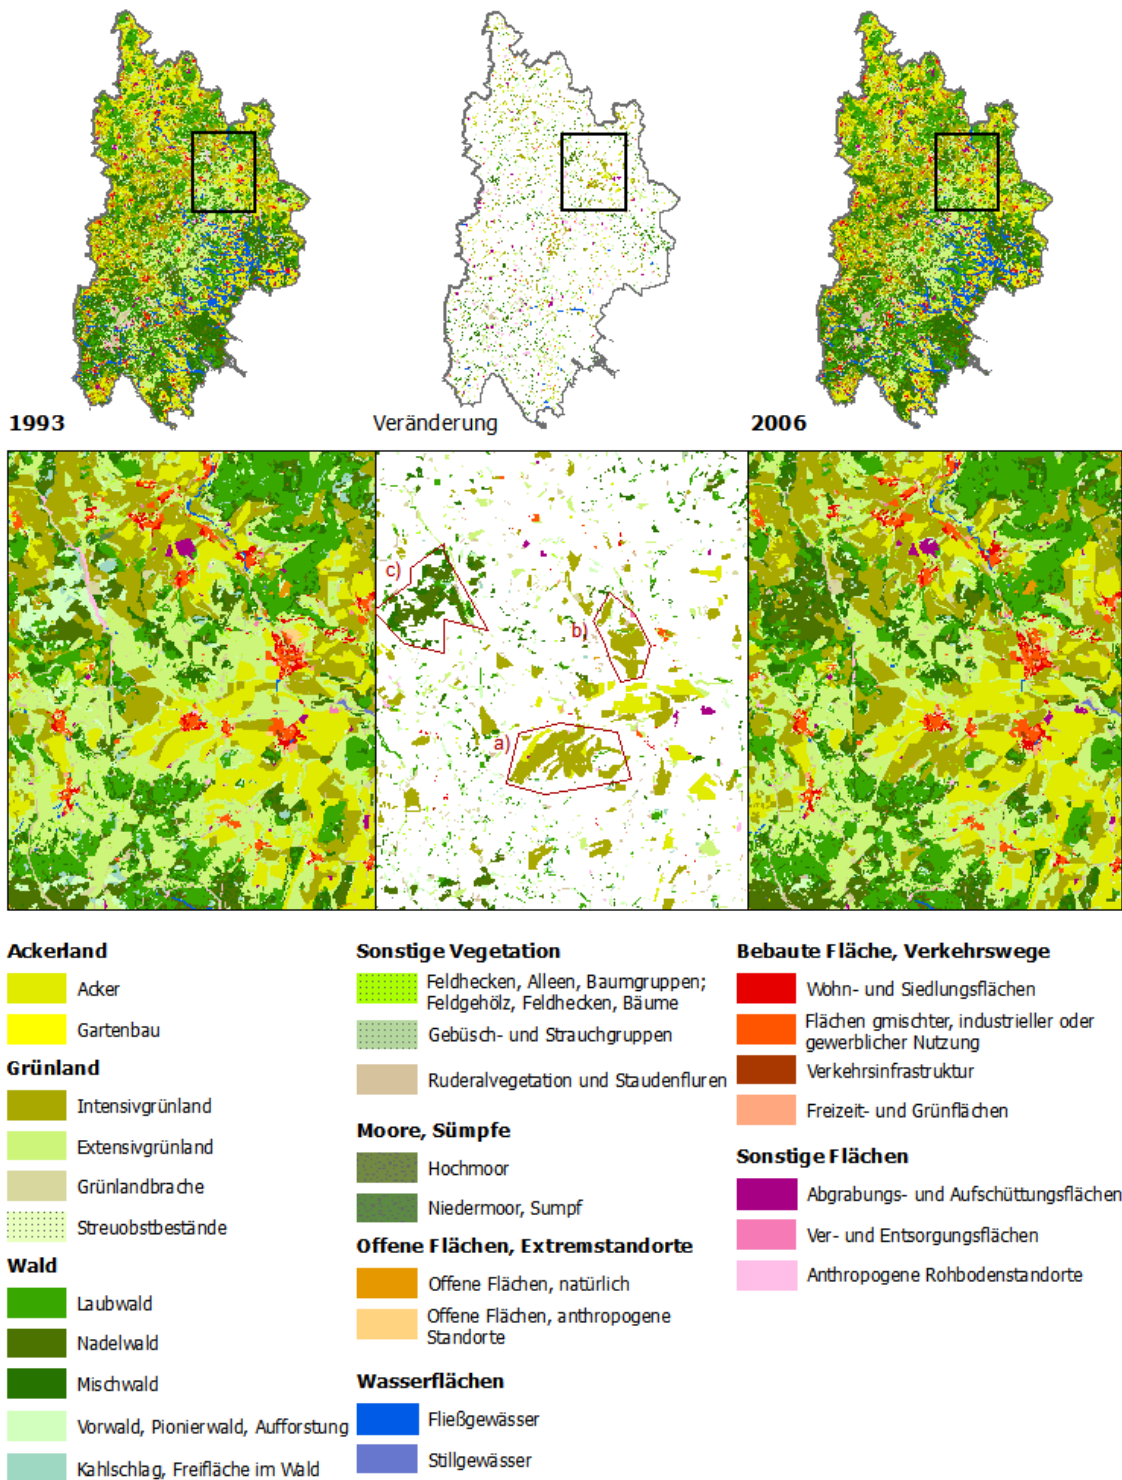 1993
Veränderung
2006
c)
b)
a)
Ackerland
Acker
Gartenbau
Grünland
Intensivgrünland
Extensivgrünland
Grünlandbrache
Streuobstbestände
Wald
Laubwald
Nadelwald
Mischwald
Vorwald, Pionierwald, Aufforstung
Kahlschlag, Freifläche im Wald
Sonstige Vegetation
Feldhecken, Alleen, Baumgruppen;
Feldgehölz, Feldhecken, Bäume
Gebüsch- und Strauchgruppen
Ruderalvegetation und Staudenfluren
Moore, Sümpfe
Hochmoor
Niedermoor, Sumpf
Offene Flächen, Extremstandorte
Offene Flächen, natürlich
Offene Flächen, anthropogene
Standorte
Wasserflächen
Fließgewässer
Stillgewässer
Bebaute Fläche, Verkehrswege
Wohn- und Siedlungsflächen
Flächen gmischter, industrieller oder
gewerblicher Nutzung
Verkehrsinfrastruktur
Freizeit- und Grünflächen
Sonstige Flächen
Abgrabungs- und Aufschüttungsflächen
Ver- und Entsorgungsflächen
Anthropogene Rohbodenstandorte